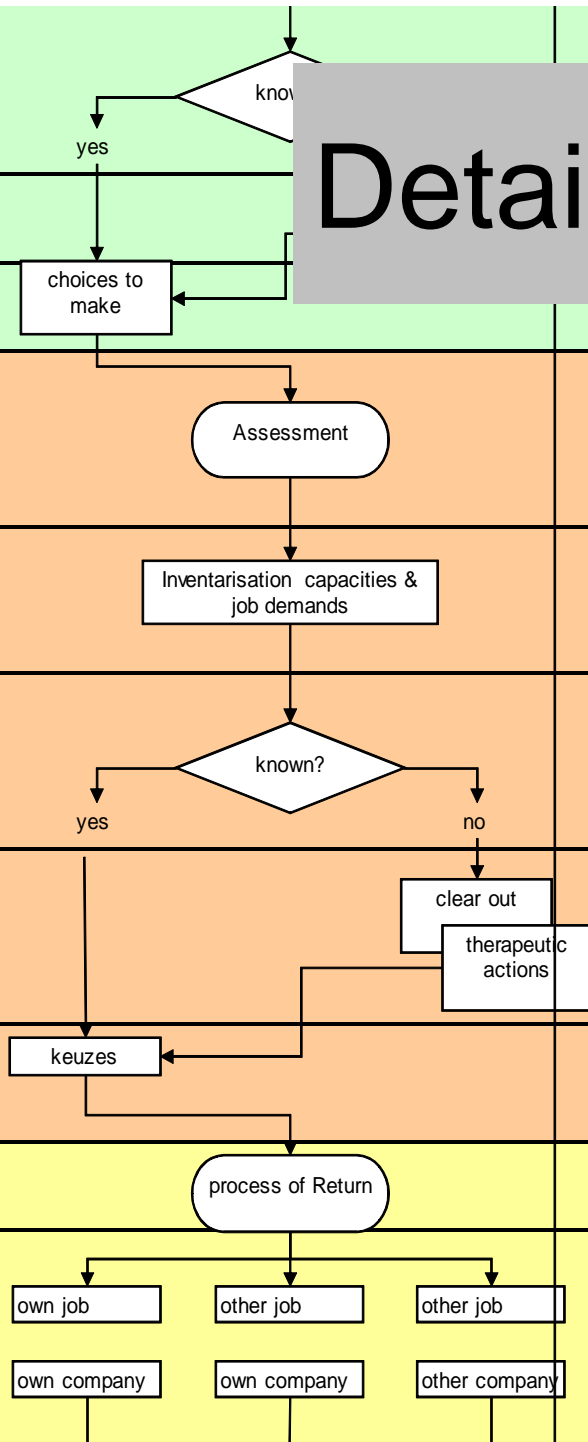 know
Detai
yes
choices to
make
Assessment
Inventarisation capacities &
job demands
known?
yes
no
clear out
therapeutic
actions
keuzes
process of Return
own job
other job
other job
own company
own company
other company